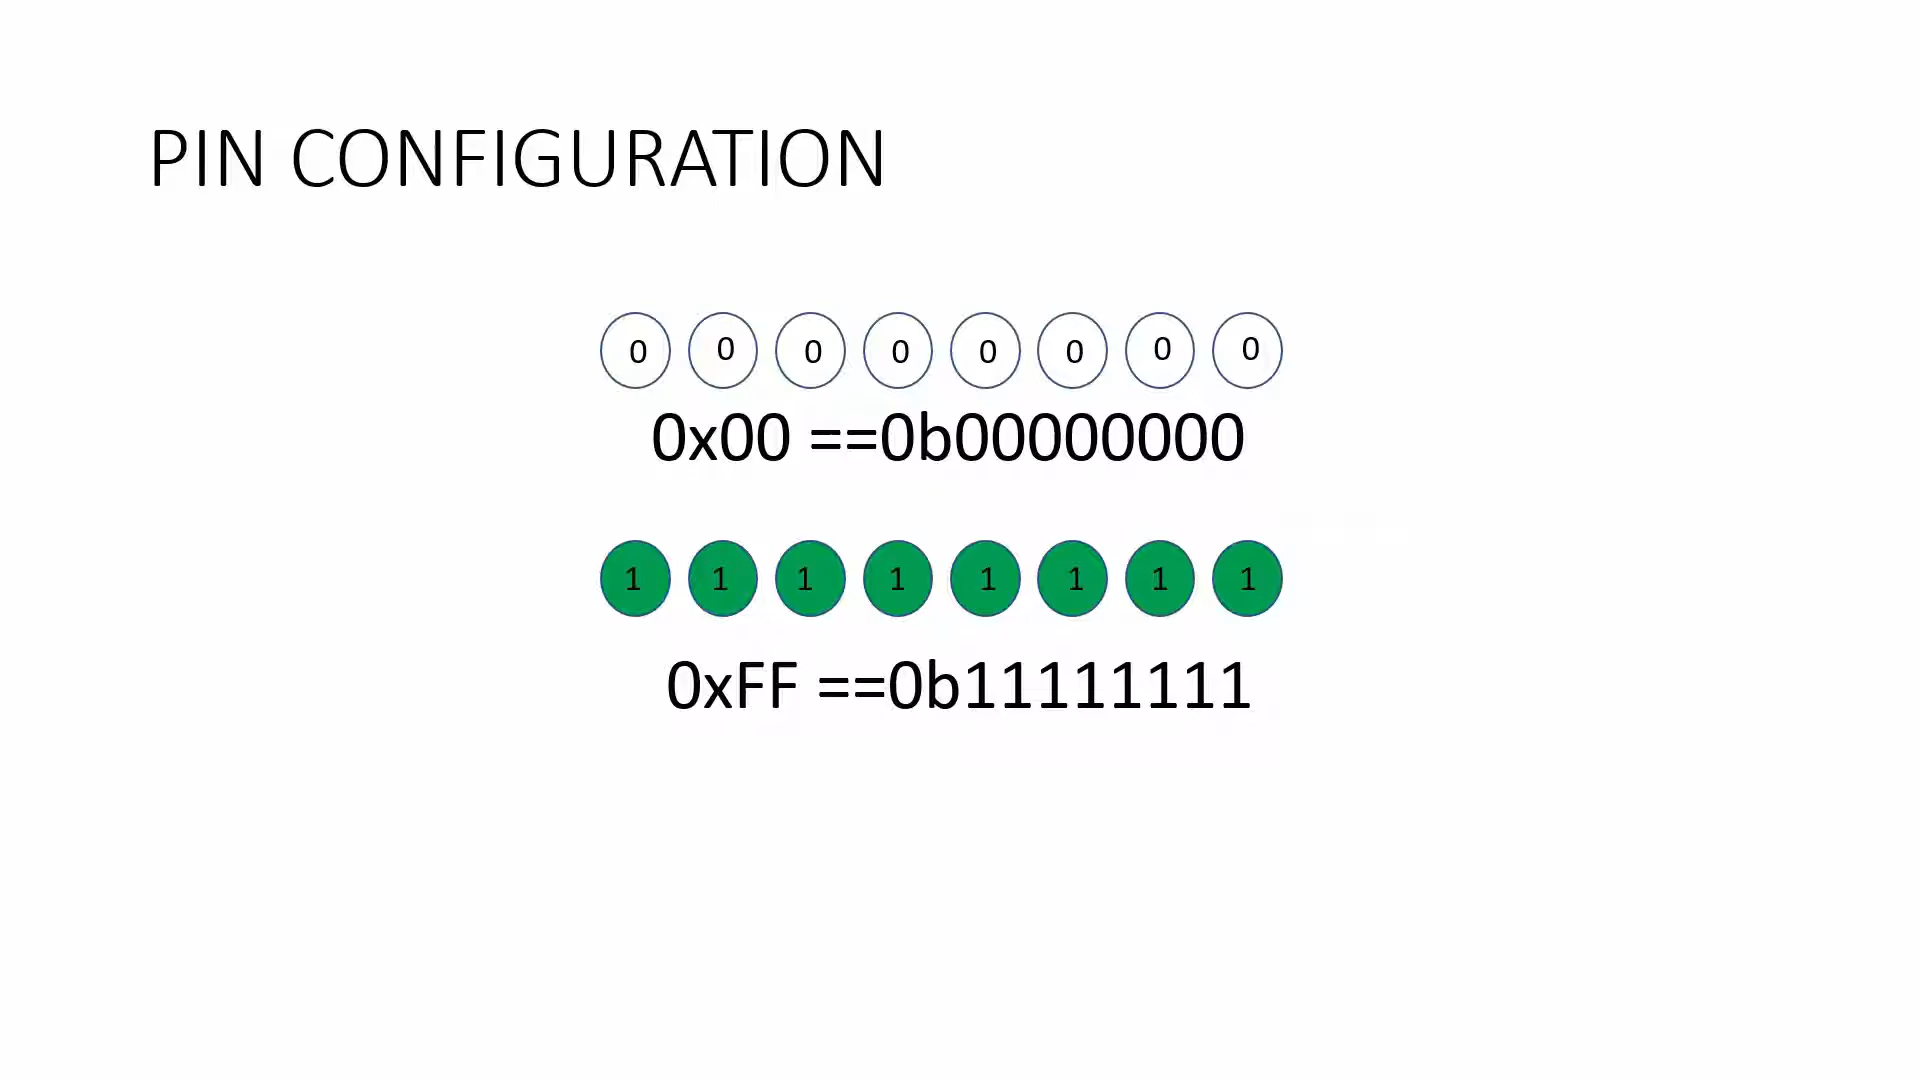 PIN CONFIGURATION
0 0 0 0 0 0 0 0
0x00 ==0b00000000
1 1 1 1 1 1 1 1
0xFF ==0b11111111